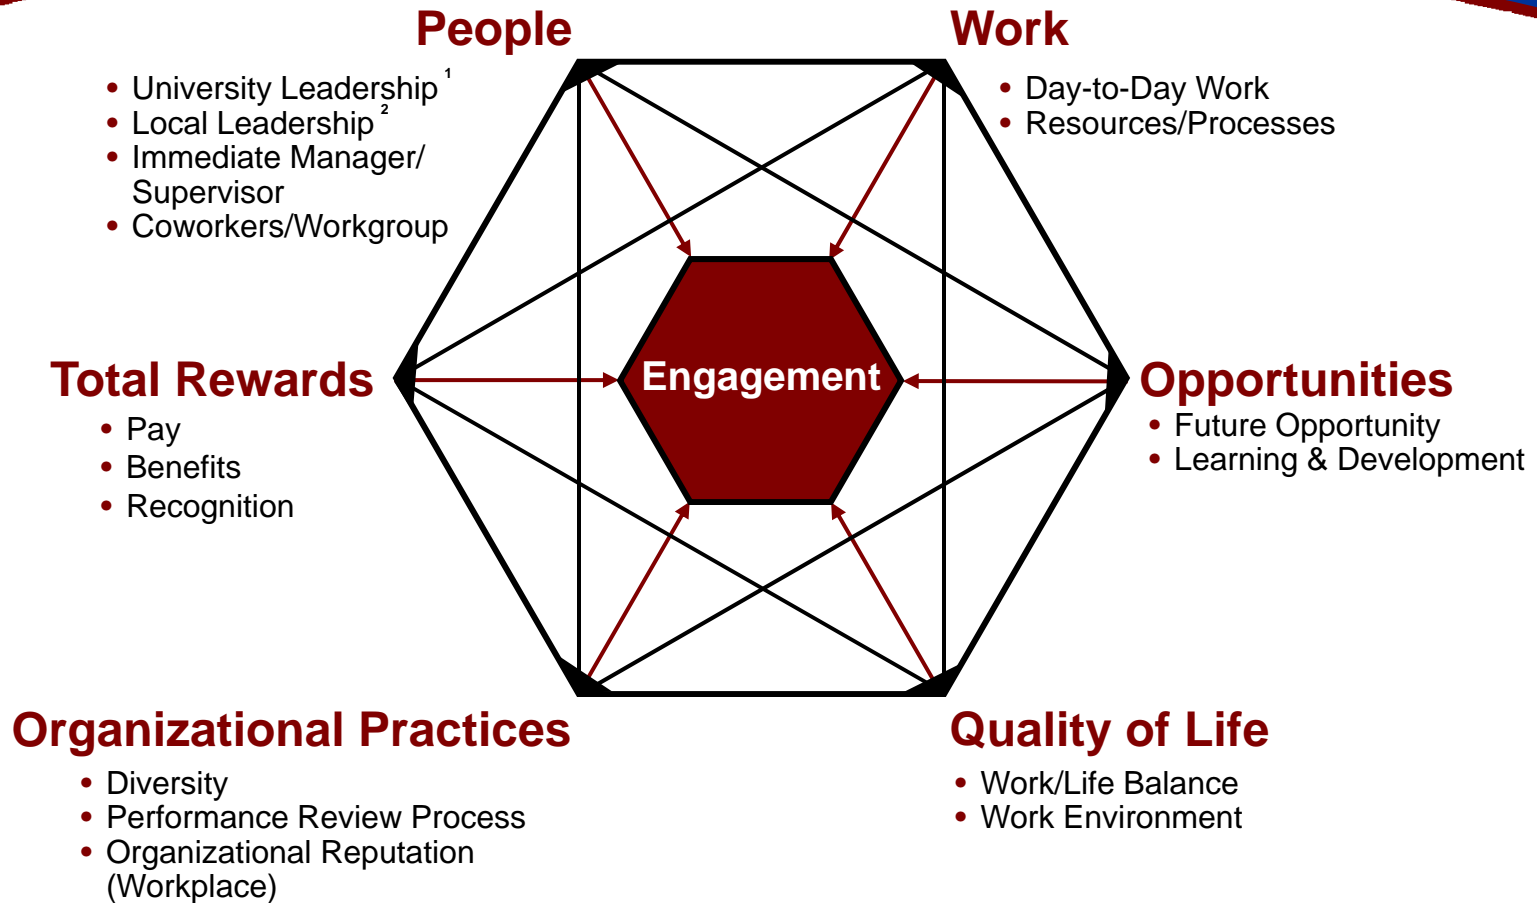 People
• University Leadership 1
• Local Leadership 2
• Immediate Manager/
Supervisor
• Coworkers/Workgroup
Work
• Day-to-Day Work
• Resources/Processes
Total Rewards
• Pay
• Benefits
• Recognition
Engagement
Opportunities
• Future Opportunity
• Learning & Development
Organizational Practices
• Diversity
• Performance Review Process
• Organizational Reputation
(Workplace)
Quality of Life
• Work/Life Balance
• Work Environment